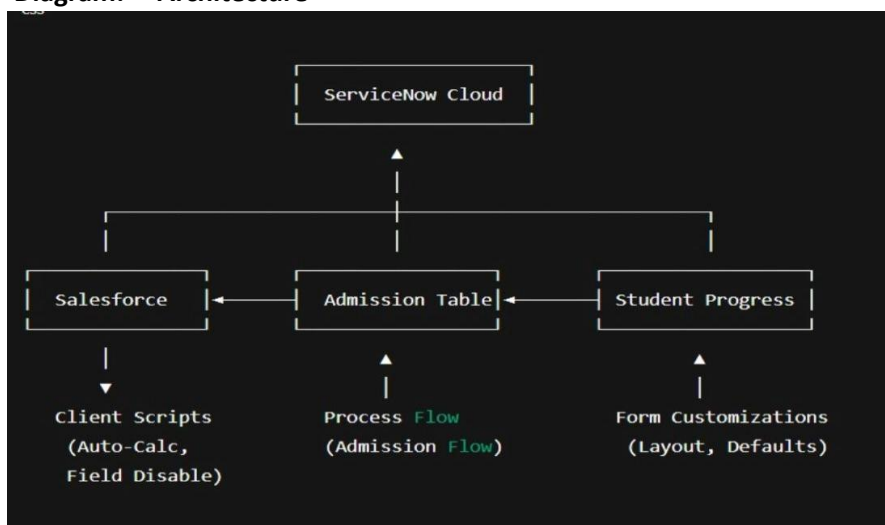 Diagram: - Architecture
css
ServiceNow Cloud
Salesforce
Admission Table
Student Progress
Client Scripts
(Auto-Calc,
Field Disable)
Process Flow
(Admission Flow)
Form Customizations
(Layout, Defaults)